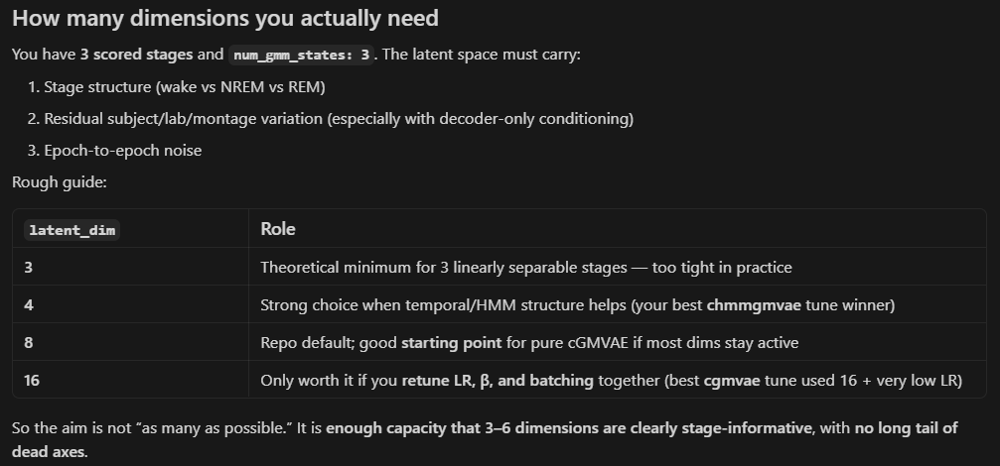 How many dimensions you actually need
You have 3 scored stages and num_gmm_states: 3. The latent space must carry:
1. Stage structure (wake vs NREM vs REM)
2. Residual subject/lab/montage variation (especially with decoder-only conditioning)
3. Epoch-to-epoch noise
Rough guide:
latent_dim Role
3 Theoretical minimum for 3 linearly separable stages — too tight in practice
4 Strong choice when temporal/HMM structure helps (your best chmmgmvae tune winner)
8 Repo default; good starting point for pure cGMVAE if most dims stay active
16 Only worth it if you retune LR, β, and batching together (best cgmvae tune used 16 + very low LR)
So the aim is not “as many as possible.” It is enough capacity that 3–6 dimensions are clearly stage-informative, with no long tail of
dead axes.